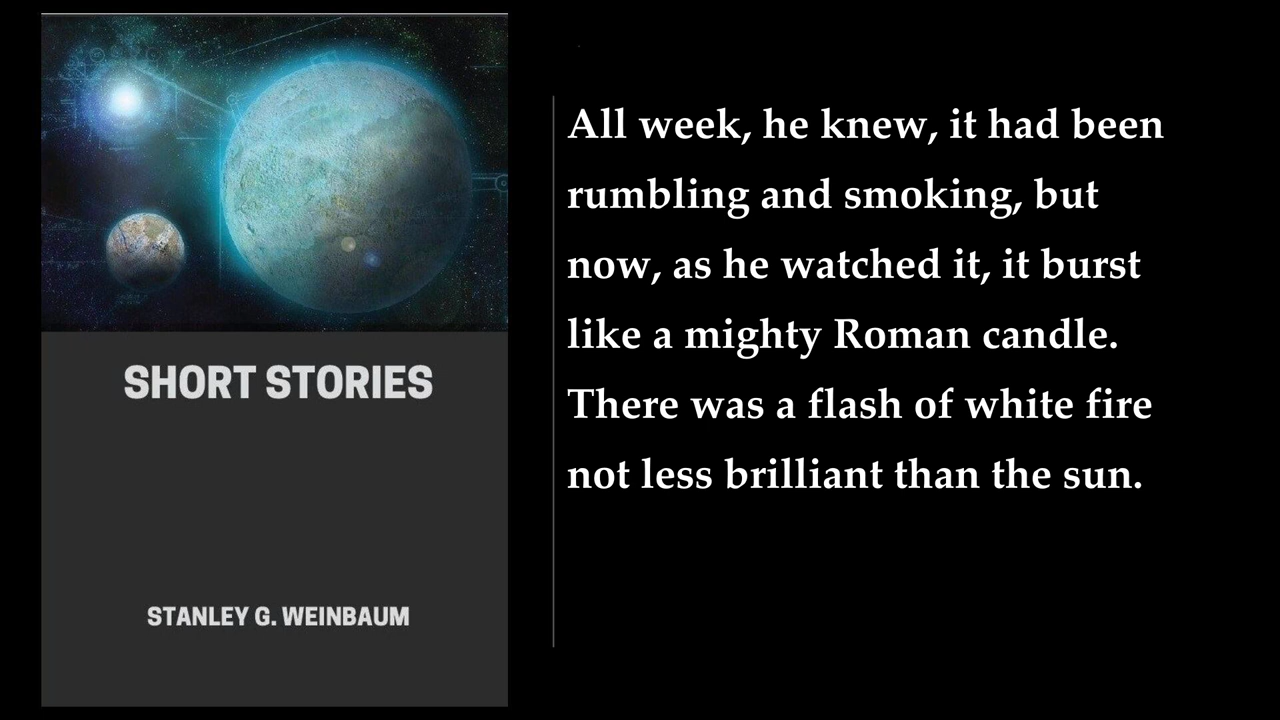 SHORT STORIES
STANLEY G. WEINBAUM
All week, he knew, it had been
rumbling and smoking, but
now, as he watched it, it burst
like a mighty Roman candle.
There was a flash of white fire
not less brilliant than the sun.